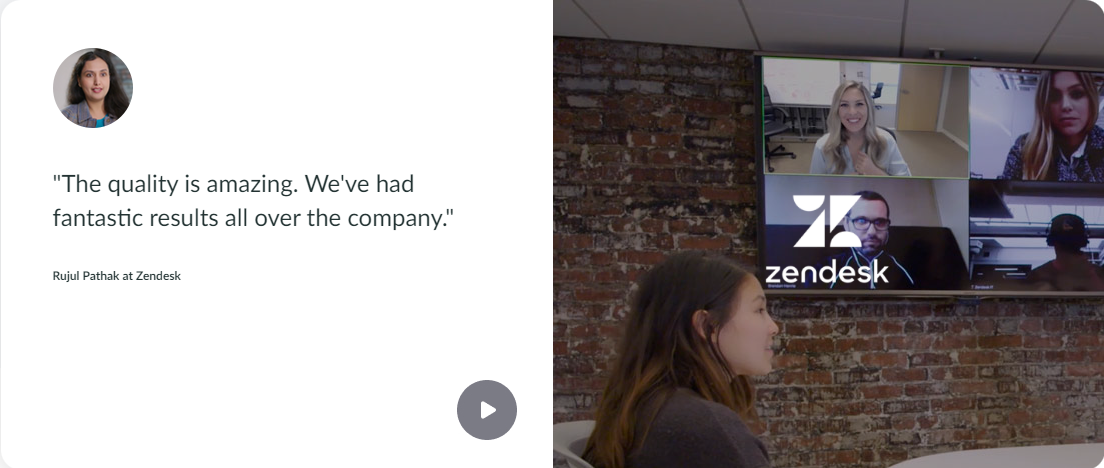 "The quality is amazing. We've had
fantastic results all over the company."
Rujul Pathak at Zendesk
zendesk